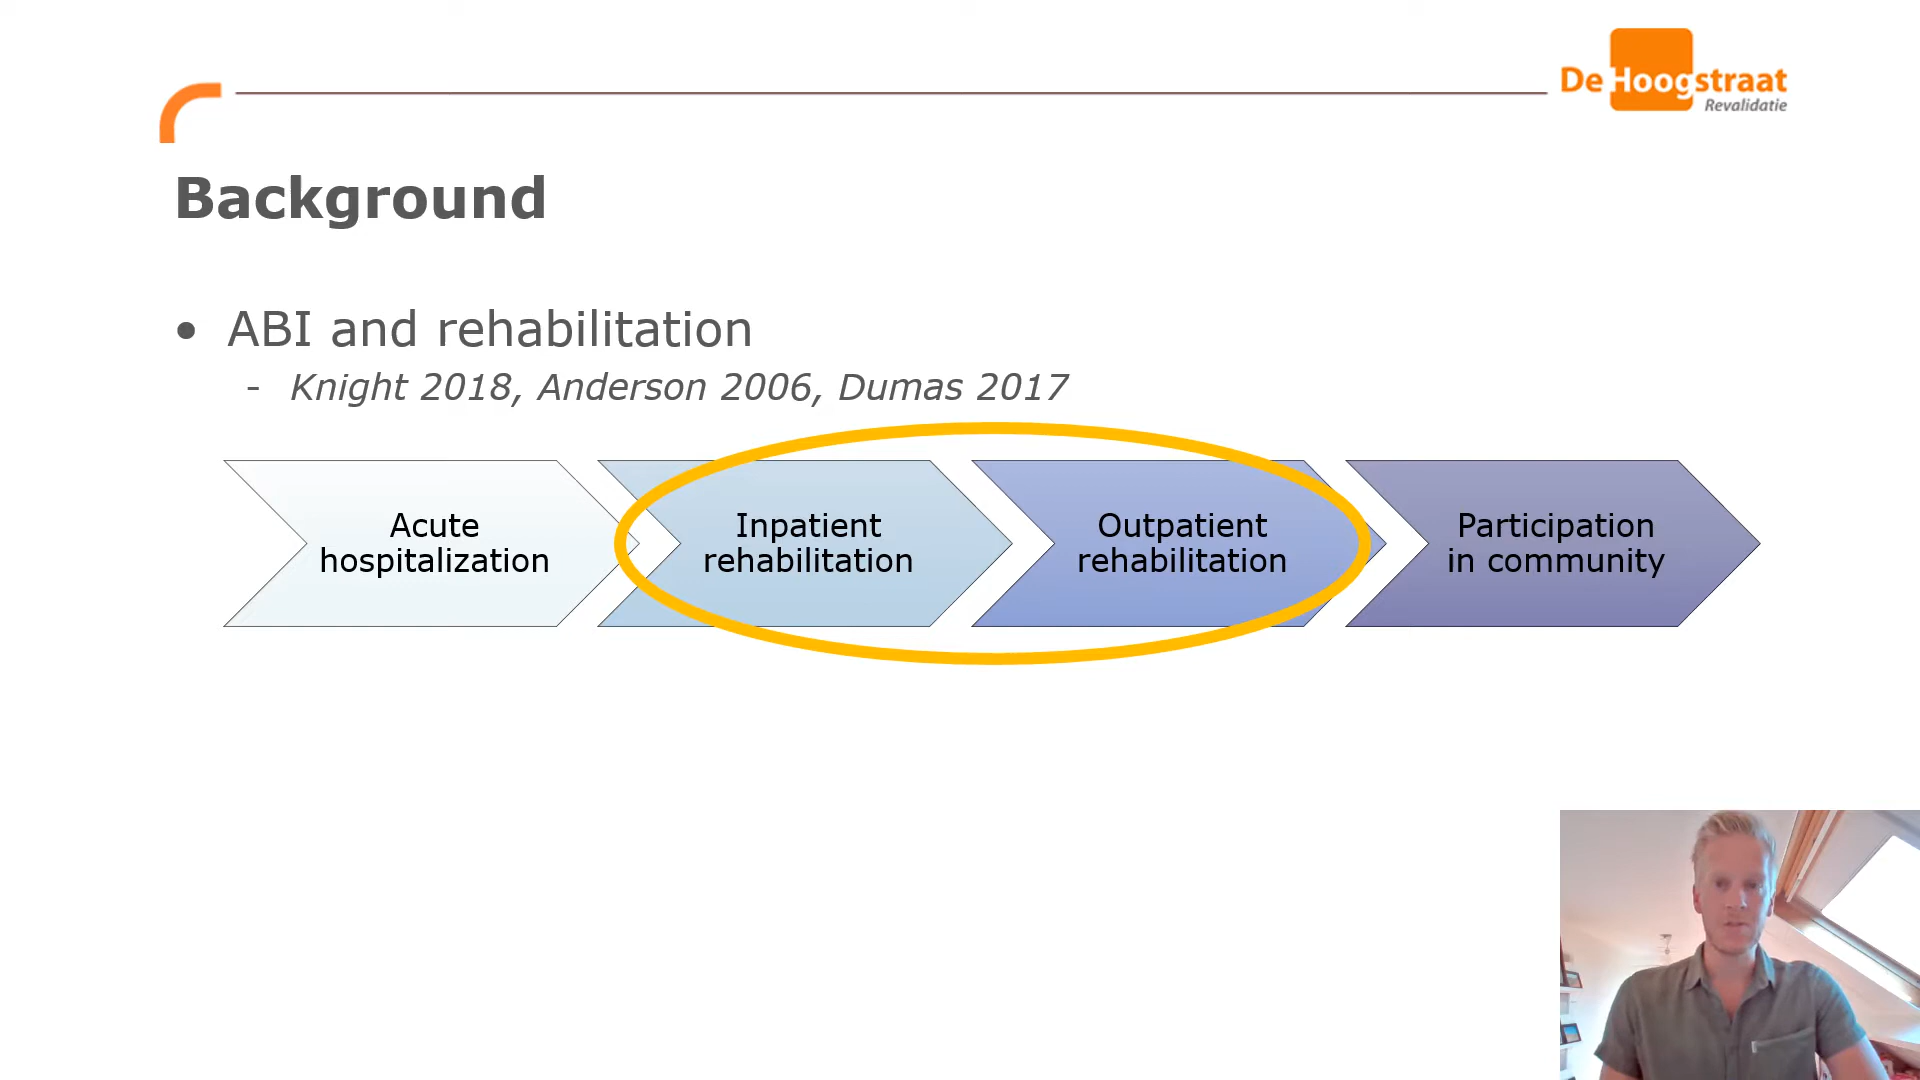 De Hoogstraat
Revalidatie
Background
• ABI and rehabilitation
- Knight 2018, Anderson 2006, Dumas 2017
Acute
hospitalization
Inpatient
rehabilitation
Outpatient
rehabilitation
Participation
in community